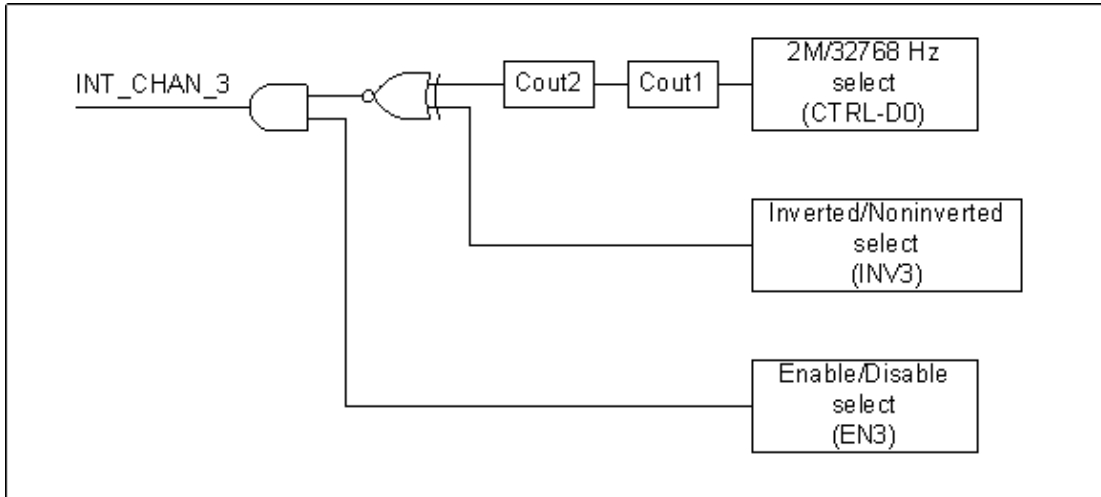 2M/32768 Hz
select
(CTRL-D0)
INT_CHAN_3
Cout2
Cout1
Inverted/Noninverted
select
(INV3)
Enable/Disable
select
(EN3)